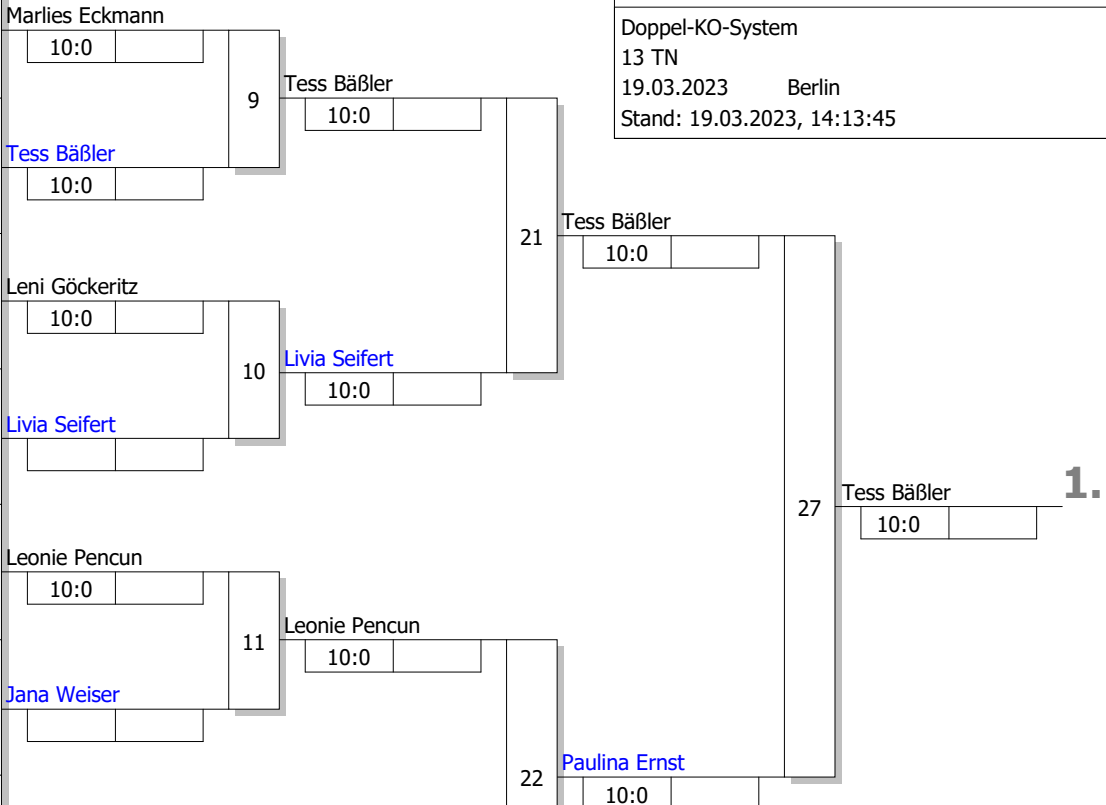 Marlies Eckmann
10:0
Doppel-KO-System
13 TN
19.03.2023 Berlin
Stand: 19.03.2023, 14:13:45
9
Tess Bäßler
10:0
Tess Bäßler
10:0
21
Tess Bäßler
10:0
Leni Göckeritz
10:0
10
Livia Seifert
10:0
Livia Seifert
27
Tess Bäßler
10:0
1.
Leonie Pencun
10:0
11
Leonie Pencun
10:0
Jana Weiser
22
Paulina Ernst
10:0